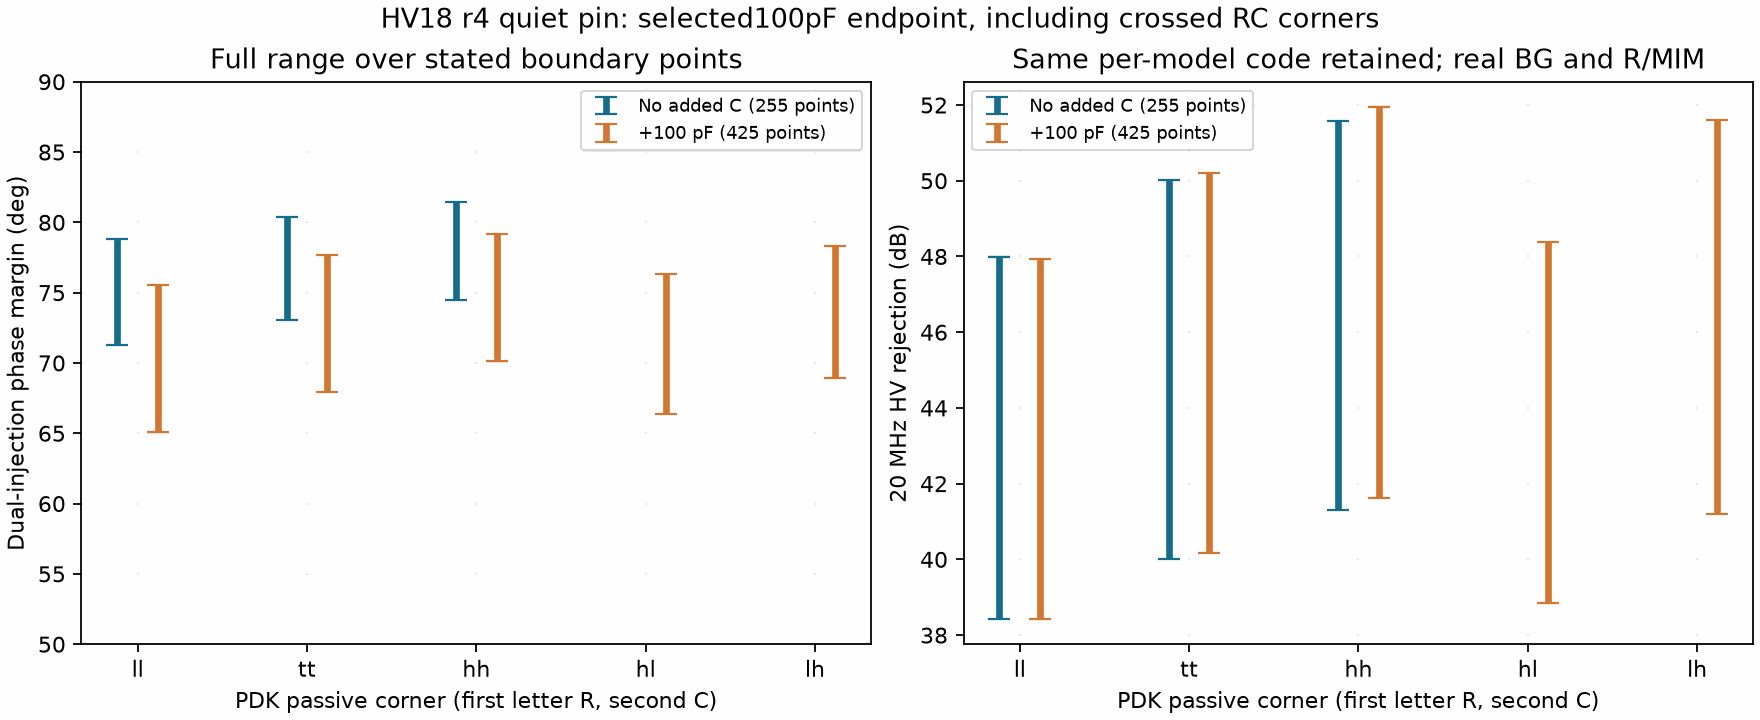 HV18 r4 quiet pin: selected100pF endpoint, including crossed RC corners
Full range over stated boundary points
90
85
80
75
70
65
60
55
50
Dual-injection phase margin (deg)
No added C (255 points)
+100 pF (425 points)
ll
tt
hh
hl
lh
PDK passive corner (first letter R, second C)
Same per-model code retained; real BG and R/MIM
52
50
48
46
44
42
40
38
20 MHz HV rejection (dB)
No added C (255 points)
+100 pF (425 points)
ll
tt
hh
hl
lh
PDK passive corner (first letter R, second C)